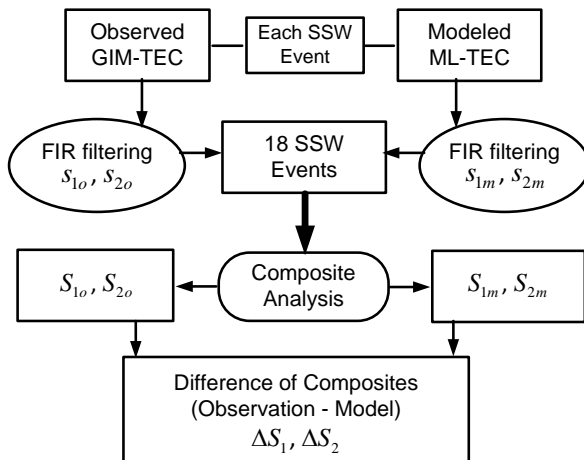 Observed
GIM-TEC
Each SSW
Event
Modeled
ML-TEC
FIR filtering
s₁ₒ, s₂ₒ
18 SSW
Events
FIR filtering
s₁ₘ, s₂ₘ
S₁ₒ, S₂ₒ
Composite
Analysis
S₁ₘ, S₂ₘ
Difference of Composites
(Observation - Model)
ΔS₁, ΔS₂